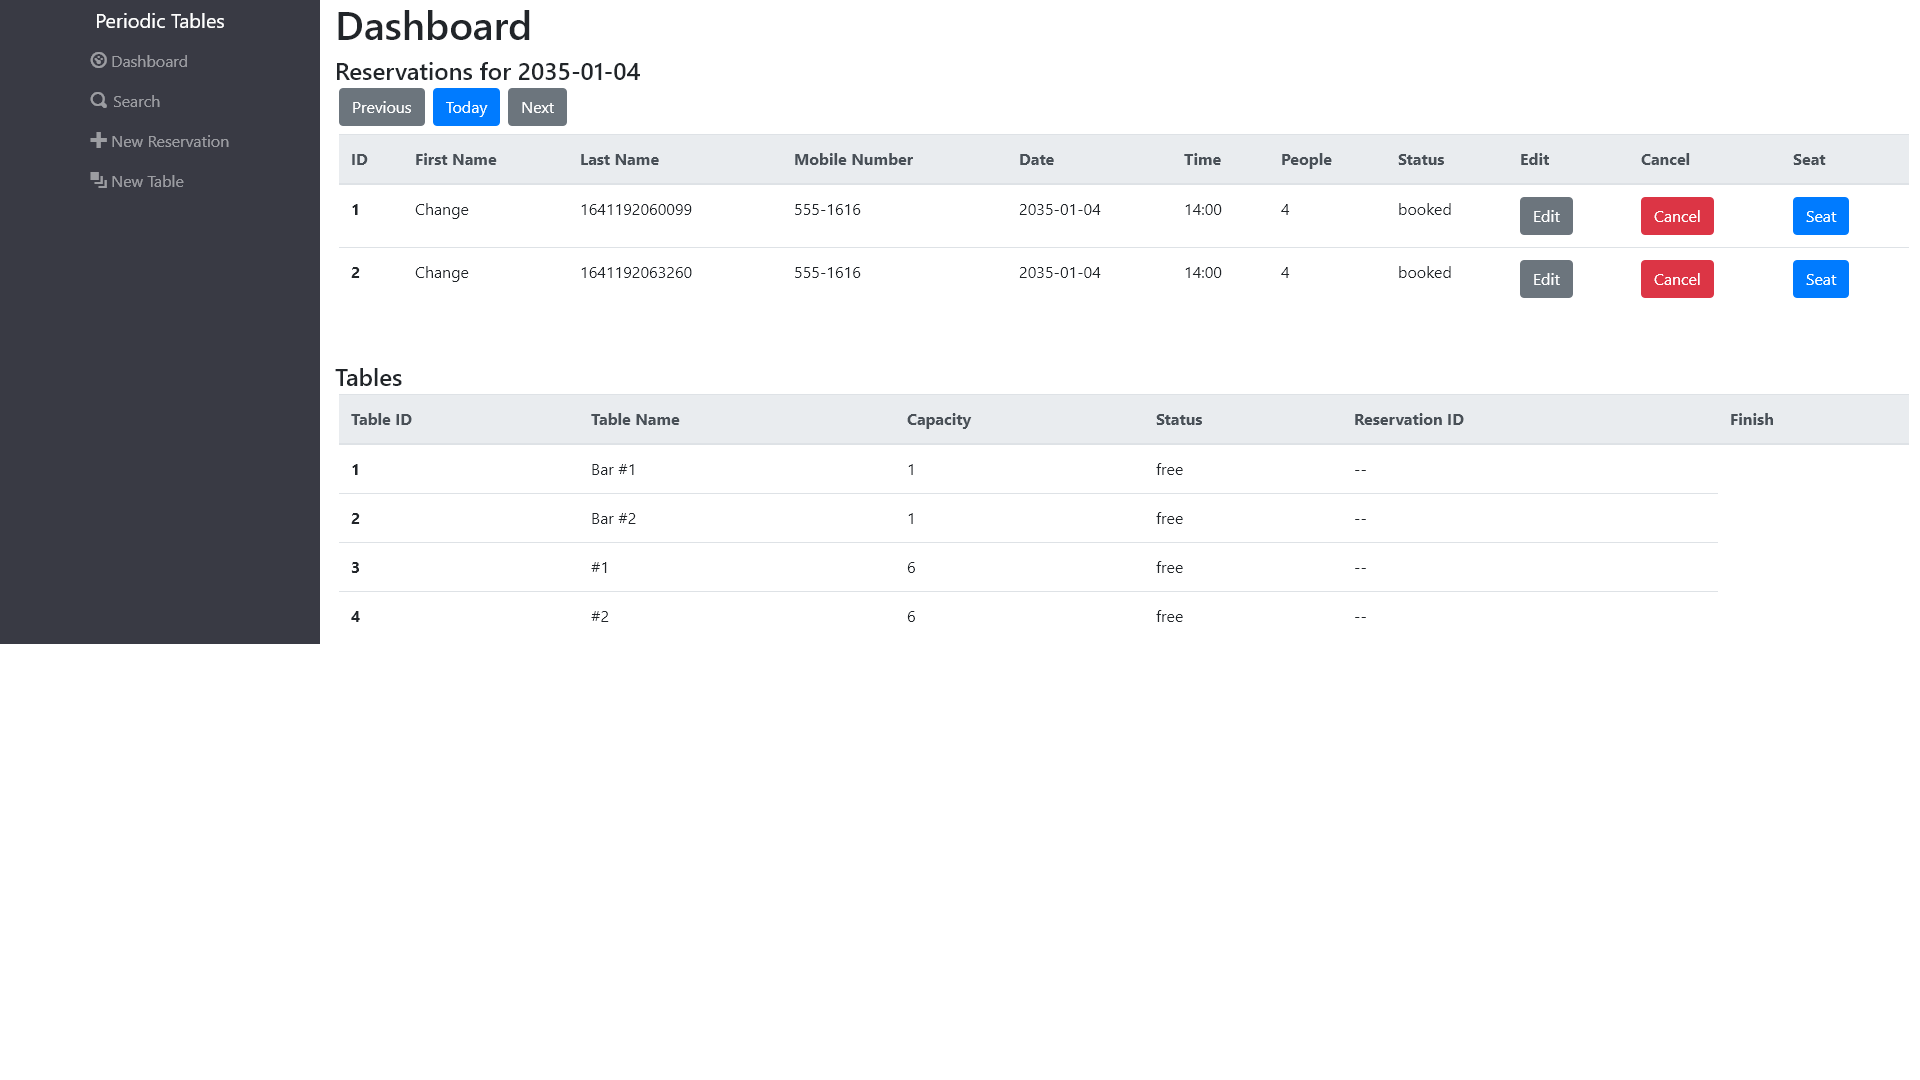 Periodic Tables
Dashboard
Search
New Reservation
New Table
Dashboard
Reservations for 2035-01-04
Previous Today Next
ID First Name Last Name Mobile Number Date Time People Status Edit Cancel Seat
1 Change 1641192060099 555-1616 2035-01-04 14:00 4 booked Edit Cancel Seat
2 Change 1641192063260 555-1616 2035-01-04 14:00 4 booked Edit Cancel Seat
Tables
Table ID Table Name Capacity Status Reservation ID Finish
1 Bar #1 1 free --
2 Bar #2 1 free --
3 #1 6 free --
4 #2 6 free --